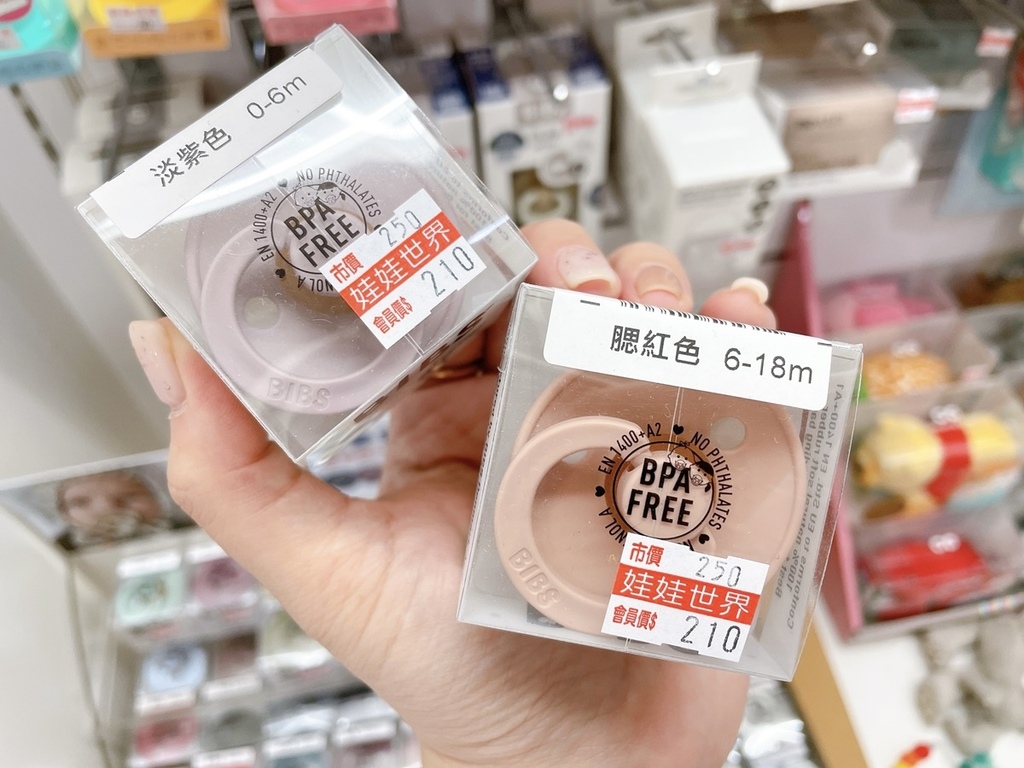 淡紫色 0-6m
EN 1400+A2 ♥ NO PHTHALATES
BPA
FREE
市價 250
娃娃世界
會員價$ 210
BIBS
腮紅色 6-18m
EN 1400+A2 ♥ NO PHTHALATES
BPA
FREE
市價 250
娃娃世界
會員價$ 210
BIBS